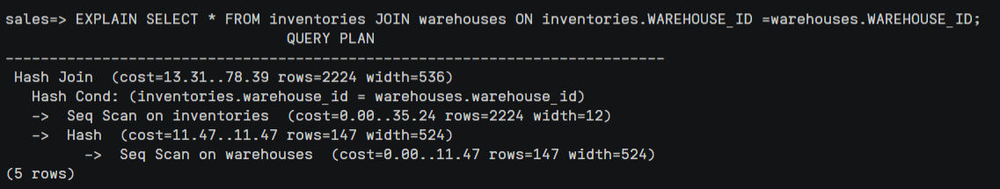 sales=> EXPLAIN SELECT * FROM inventories JOIN warehouses ON inventories.WAREHOUSE_ID =warehouses.WAREHOUSE_ID;
                                QUERY PLAN
---------------------------------------------------------------------------
 Hash Join  (cost=13.31..78.39 rows=2224 width=536)
   Hash Cond: (inventories.warehouse_id = warehouses.warehouse_id)
   ->  Seq Scan on inventories  (cost=0.00..35.24 rows=2224 width=12)
   ->  Hash  (cost=11.47..11.47 rows=147 width=524)
         ->  Seq Scan on warehouses  (cost=0.00..11.47 rows=147 width=524)
(5 rows)